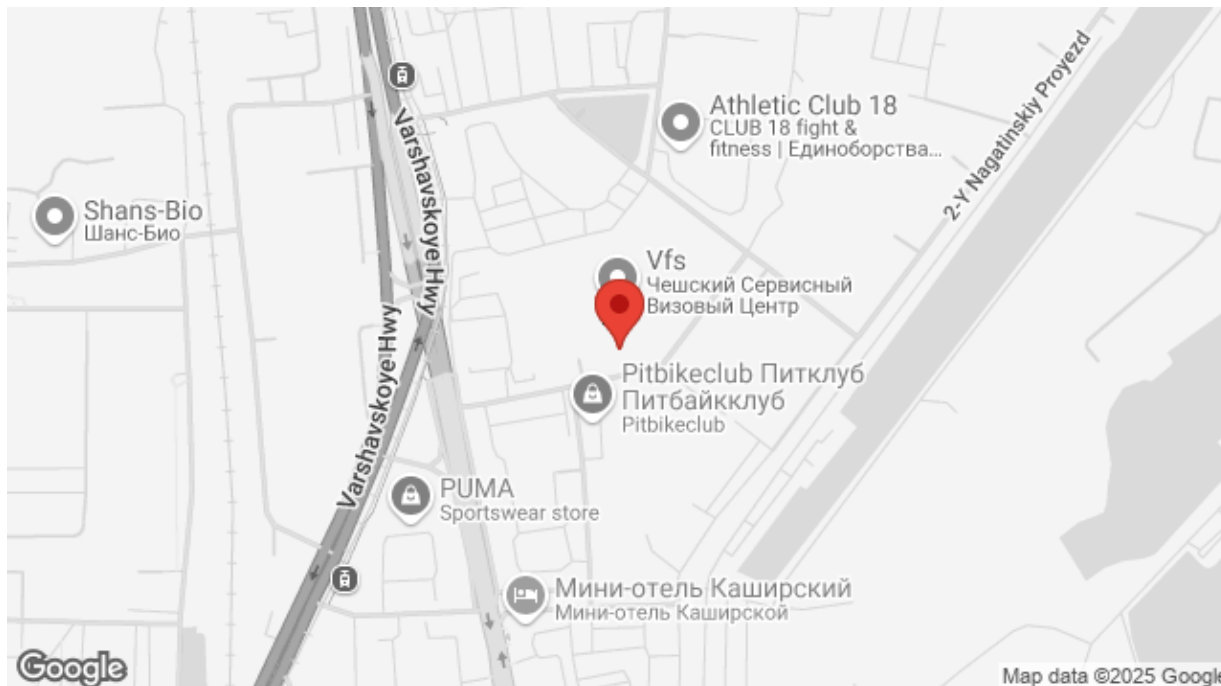 Athletic Club 18
CLUB 18 fight &
fitness | Единоборства...
2-Y Nagatinskiy Proyezd
Varshavskoye Hwy
Shans-Bio
Шанс-Био
Vfs
Чешский Сервисный
Визовый Центр
Varshavskoye Hwy
Pitbikeclub Питклуб
Питбайкклуб
Pitbikeclub
PUMA
Sportswear store
Мини-отель Каширский
Мини-отель Каширской
Google
Map data ©2025 Google